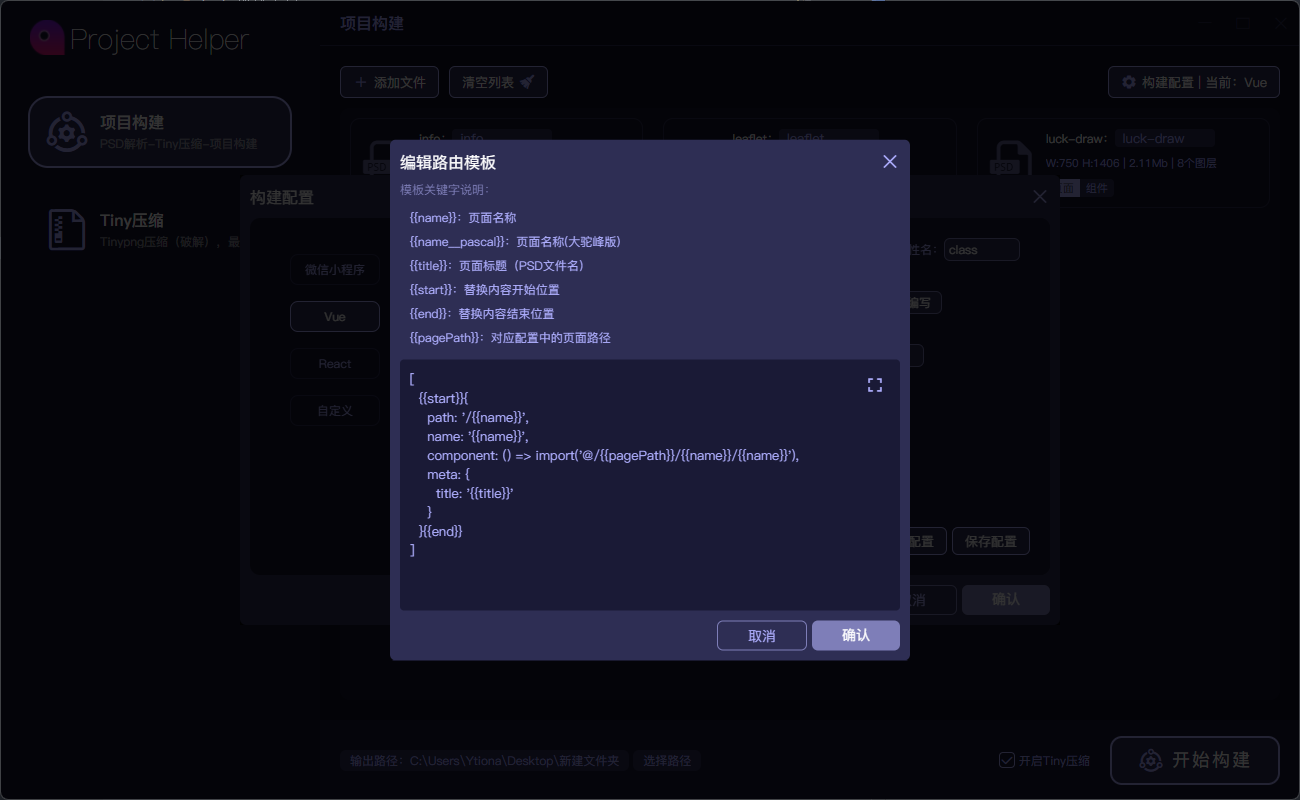 Project Helper
项目构建
添加文件
清空列表
构建配置 | 当前：Vue
项目构建
PSD解析-Tiny压缩-项目构建
Tiny压缩
Tinypng压缩（破解），最
info： info
leaflet： leaflet
luck-draw： luck-draw
W:750 H:1406 | 2.11Mb | 8个图层
面 组件
PSD
PSD
构建配置
微信小程序
Vue
React
自定义
性名： class
编写
配置
保存配置
消
确认
编辑路由模板
模板关键字说明：
{{name}}：页面名称
{{name__pascal}}：页面名称(大驼峰版)
{{title}}：页面标题（PSD文件名）
{{start}}：替换内容开始位置
{{end}}：替换内容结束位置
{{pagePath}}：对应配置中的页面路径
[
{{start}}{
path: '/{{name}}',
name: '{{name}}',
component: () => import('@/{{pagePath}}/{{name}}/{{name}}'),
meta: {
title: '{{title}}'
}
}{{end}}
]
取消
确认
输出路径：C:\Users\Ytiona\Desktop\新建文件夹
选择路径
开启Tiny压缩
开始构建